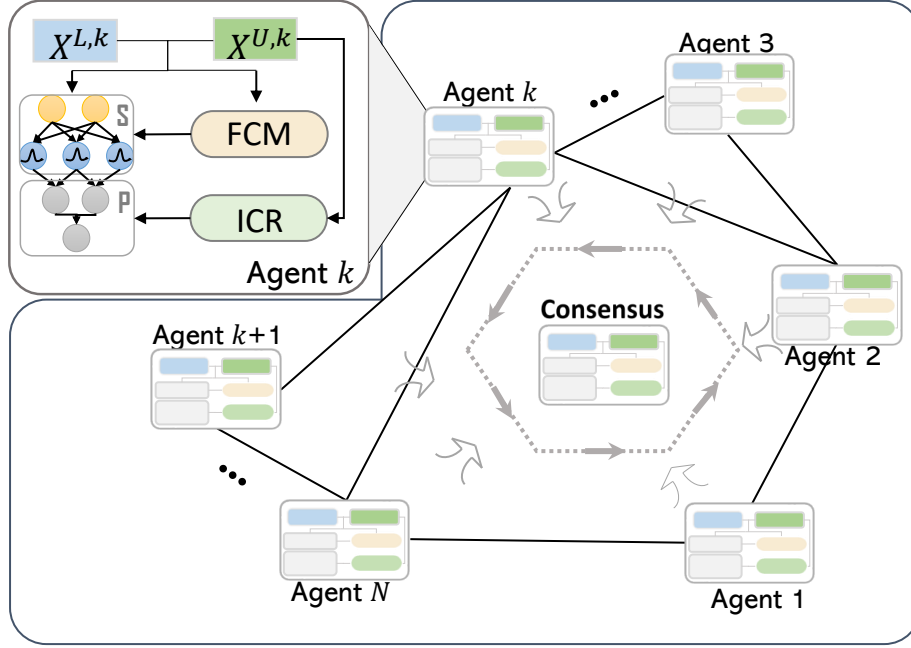 X^{L,k}
X^{U,k}
S
FCM
P
ICR
Agent k
Agent k
Agent 3
•••
Agent 2
Consensus
Agent k+1
•••
Agent N
Agent 1